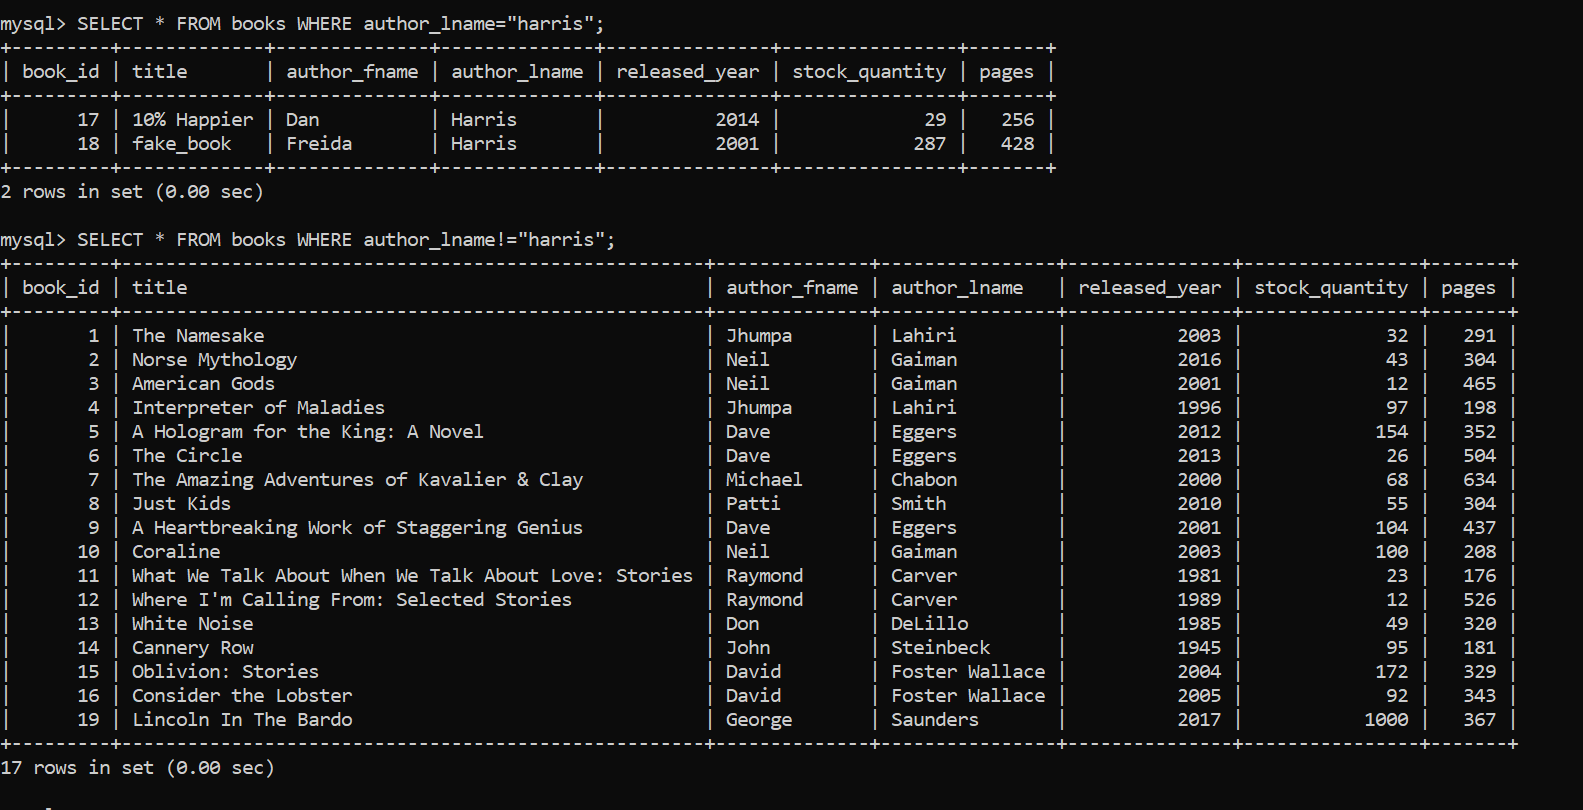 mysql> SELECT * FROM books WHERE author_lname="harris";
+---------+-------------+--------------+--------------+---------------+----------------+-------+
| book_id | title       | author_fname | author_lname | released_year | stock_quantity | pages |
+---------+-------------+--------------+--------------+---------------+----------------+-------+
|      17 | 10% Happier | Dan          | Harris       |          2014 |             29 |   256 |
|      18 | fake_book   | Freida       | Harris       |          2001 |            287 |   428 |
+---------+-------------+--------------+--------------+---------------+----------------+-------+
2 rows in set (0.00 sec)
mysql> SELECT * FROM books WHERE author_lname!="harris";
+---------+-----------------------------------------------------+--------------+----------------+---------------+----------------+-------+
| book_id | title                                               | author_fname | author_lname   | released_year | stock_quantity | pages |
+---------+-----------------------------------------------------+--------------+----------------+---------------+----------------+-------+
|       1 | The Namesake                                        | Jhumpa       | Lahiri         |          2003 |             32 |   291 |
|       2 | Norse Mythology                                     | Neil         | Gaiman         |          2016 |             43 |   304 |
|       3 | American Gods                                       | Neil         | Gaiman         |          2001 |             12 |   465 |
|       4 | Interpreter of Maladies                             | Jhumpa       | Lahiri         |          1996 |             97 |   198 |
|       5 | A Hologram for the King: A Novel                    | Dave         | Eggers         |          2012 |            154 |   352 |
|       6 | The Circle                                          | Dave         | Eggers         |          2013 |             26 |   504 |
|       7 | The Amazing Adventures of Kavalier & Clay           | Michael      | Chabon         |          2000 |             68 |   634 |
|       8 | Just Kids                                           | Patti        | Smith          |          2010 |             55 |   304 |
|       9 | A Heartbreaking Work of Staggering Genius           | Dave         | Eggers         |          2001 |            104 |   437 |
|      10 | Coraline                                            | Neil         | Gaiman         |          2003 |            100 |   208 |
|      11 | What We Talk About When We Talk About Love: Stories | Raymond      | Carver         |          1981 |             23 |   176 |
|      12 | Where I'm Calling From: Selected Stories            | Raymond      | Carver         |          1989 |             12 |   526 |
|      13 | White Noise                                         | Don          | DeLillo        |          1985 |             49 |   320 |
|      14 | Cannery Row                                         | John         | Steinbeck      |          1945 |             95 |   181 |
|      15 | Oblivion: Stories                                   | David        | Foster Wallace |          2004 |            172 |   329 |
|      16 | Consider the Lobster                                | David        | Foster Wallace |          2005 |             92 |   343 |
|      19 | Lincoln In The Bardo                                | George       | Saunders       |          2017 |           1000 |   367 |
+---------+-----------------------------------------------------+--------------+----------------+---------------+----------------+-------+
17 rows in set (0.00 sec)